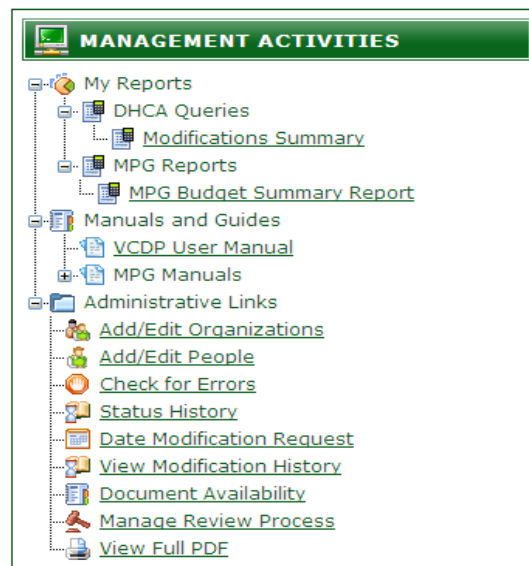 MANAGEMENT ACTIVITIES
My Reports
DHCA Queries
Modifications Summary
MPG Reports
MPG Budget Summary Report
Manuals and Guides
VCDP User Manual
MPG Manuals
Administrative Links
Add/Edit Organizations
Add/Edit People
Check for Errors
Status History
Date Modification Request
View Modification History
Document Availability
Manage Review Process
View Full PDF